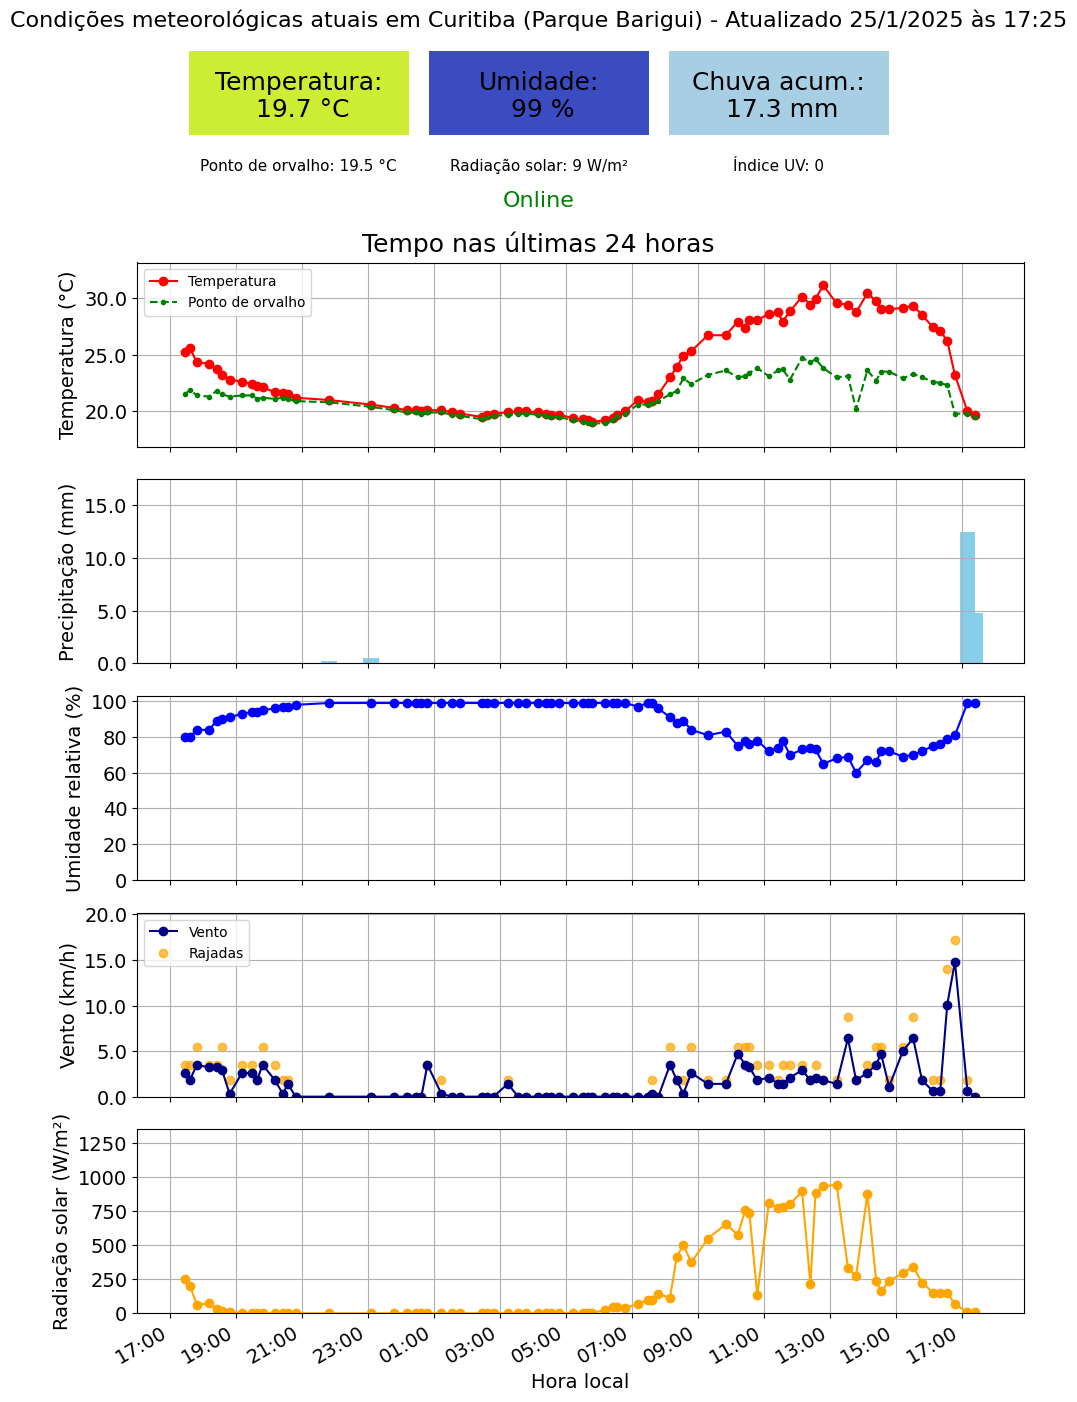 Condições meteorológicas atuais em Curitiba (Parque Barigui) - Atualizado 25/1/2025 às 17:25
Temperatura:
19.7 °C
Umidade:
99 %
Chuva acum.:
17.3 mm
Ponto de orvalho: 19.5 °C
Radiação solar: 9 W/m²
Índice UV: 0
Online
Tempo nas últimas 24 horas
Temperatura (°C)
30.0
25.0
20.0
Temperatura
Ponto de orvalho
Precipitação (mm)
15.0
10.0
5.0
0.0
Umidade relativa (%)
100
80
60
40
20
0
Vento (km/h)
20.0
15.0
10.0
5.0
0.0
Vento
Rajadas
Radiação solar (W/m²)
1250
1000
750
500
250
0
17:00
19:00
21:00
23:00
01:00
03:00
05:00
07:00
09:00
11:00
13:00
15:00
17:00
Hora local